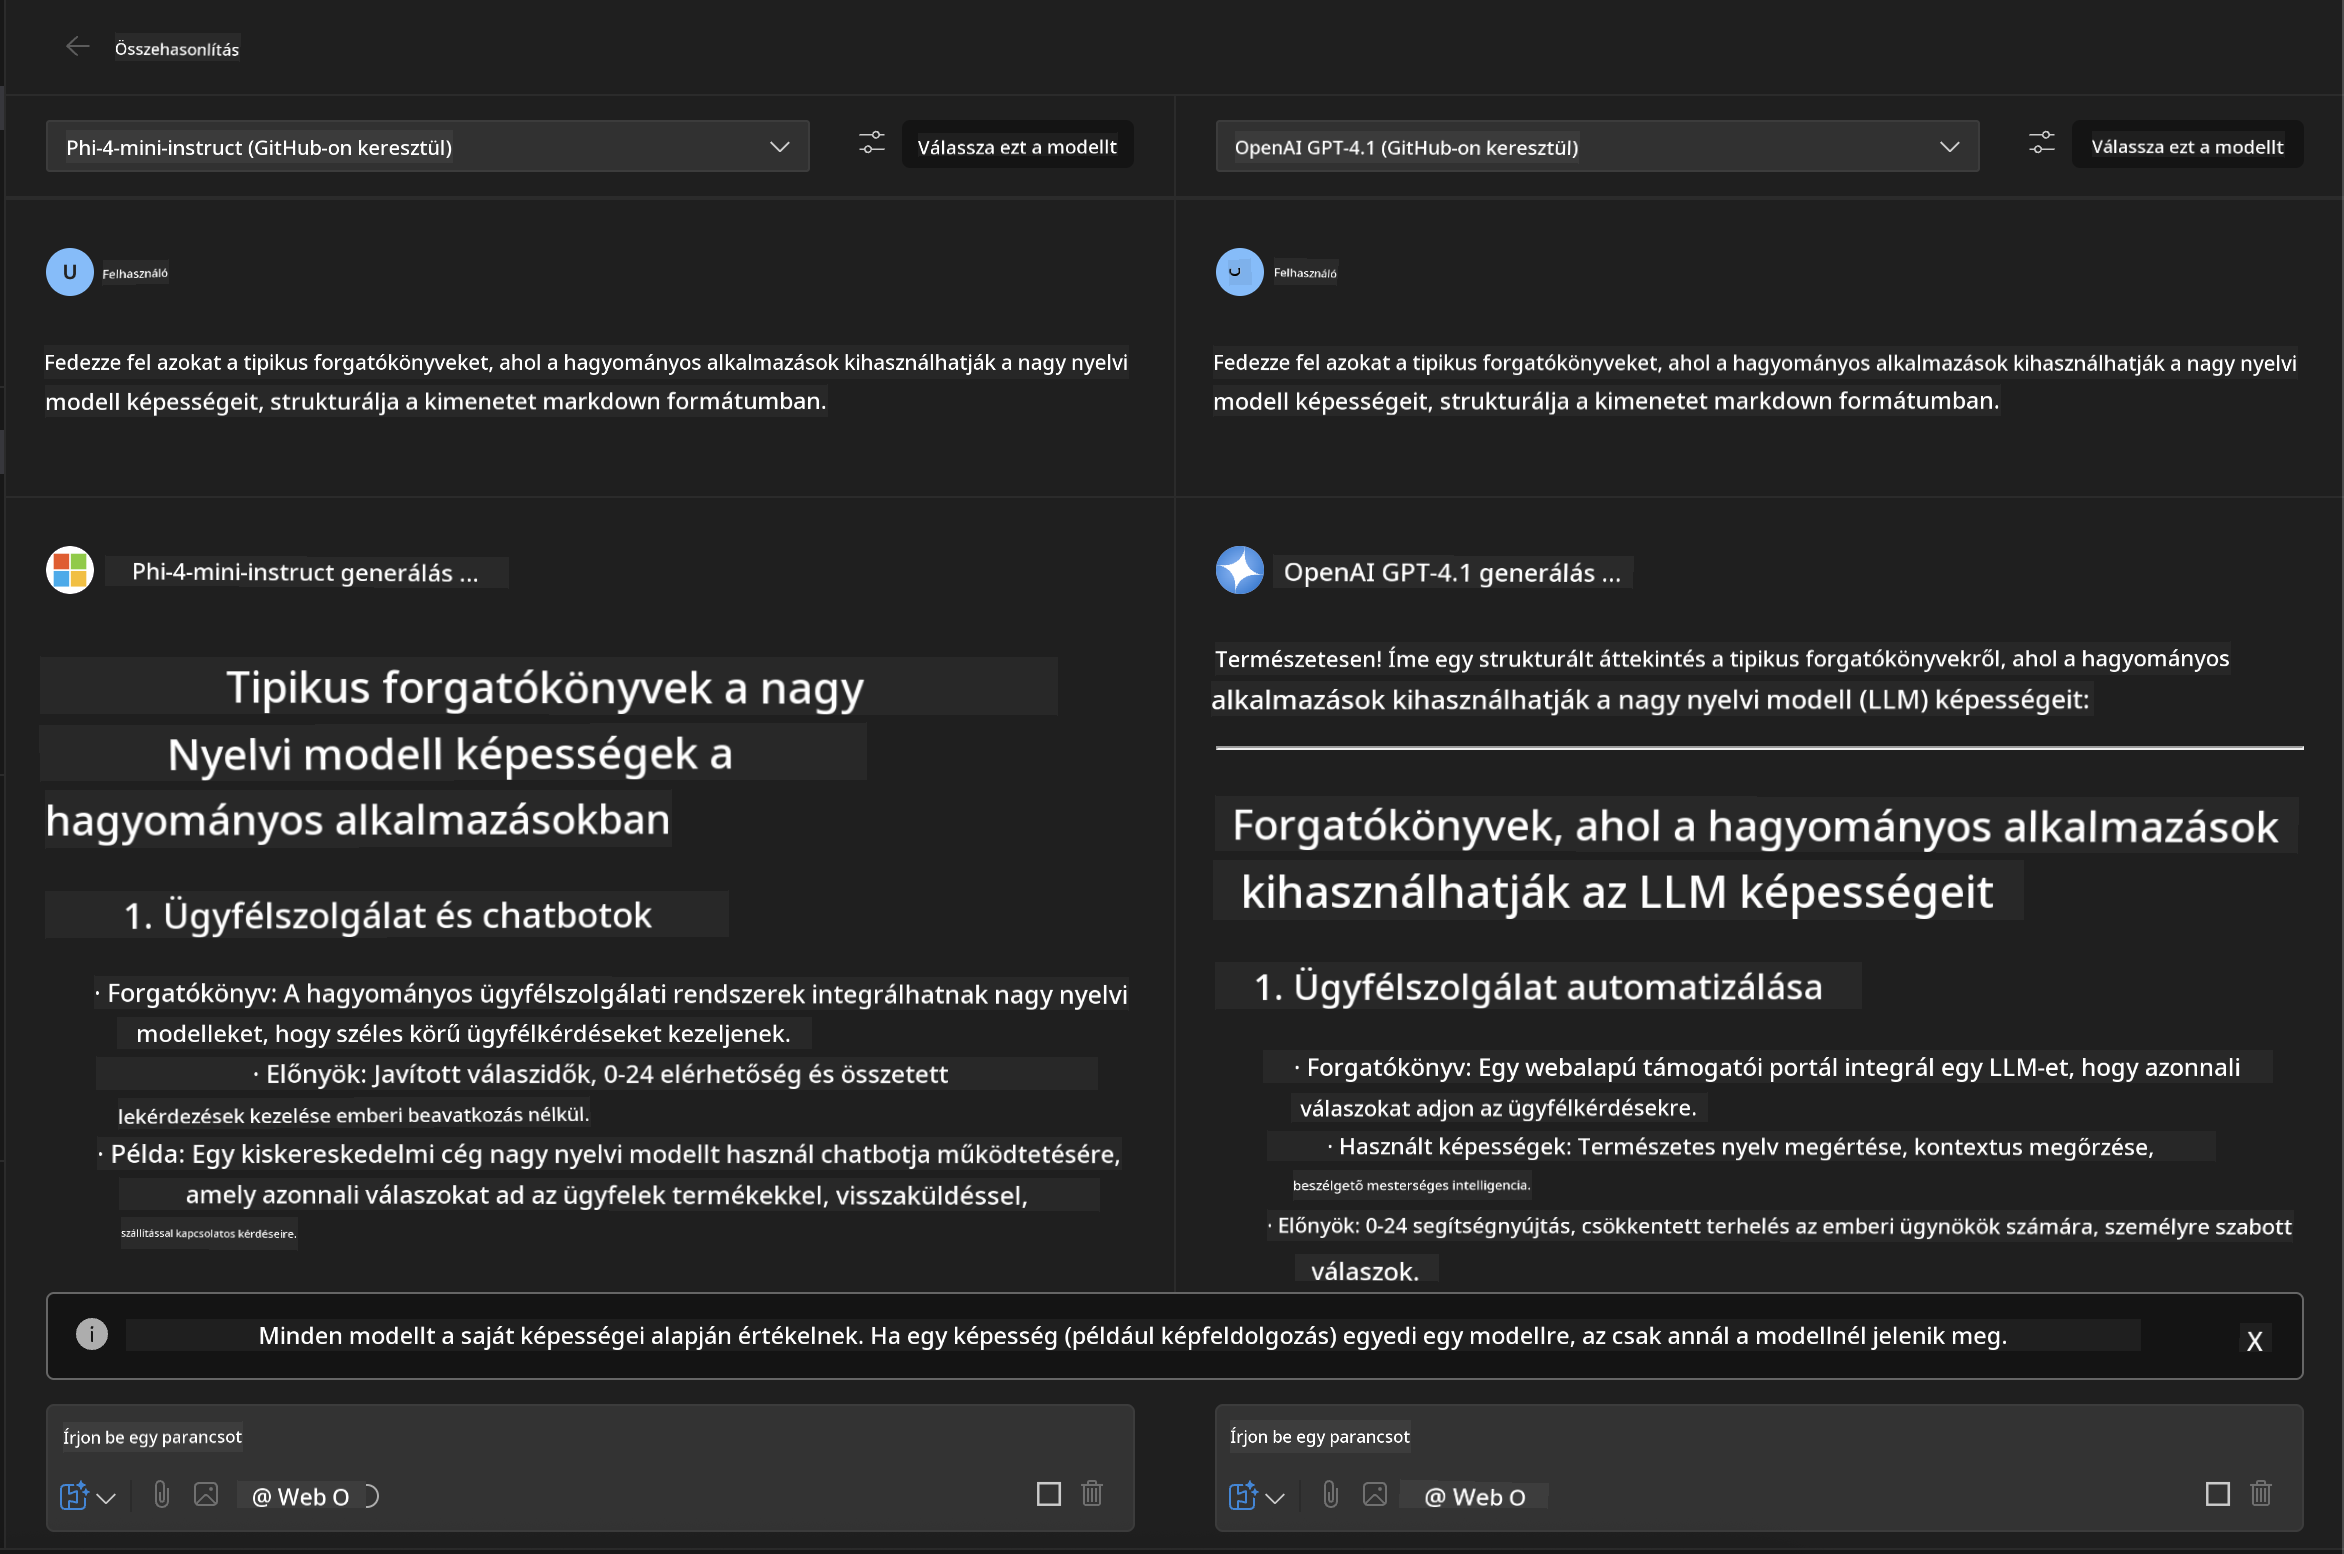 Összehasonlítás
Phi-4-mini-instruct (GitHub-on keresztül)
Válassza ezt a modellt
U Felhasználó
Fedezze fel azokat a tipikus forgatókönyveket, ahol a hagyományos alkalmazások kihasználhatják a nagy nyelvi
modell képességeit, strukturálja a kimenetet markdown formátumban.
Phi-4-mini-instruct generálás ...
Tipikus forgatókönyvek a nagy
Nyelvi modell képességek a
hagyományos alkalmazásokban
1. Ügyfélszolgálat és chatbotok
· Forgatókönyv: A hagyományos ügyfélszolgálati rendszerek integrálhatnak nagy nyelvi
modelleket, hogy széles körű ügyfélkérdéseket kezeljenek.
· Előnyök: Javított válaszidők, 0-24 elérhetőség és összetett
lekérdezések kezelése emberi beavatkozás nélkül.
· Példa: Egy kiskereskedelmi cég nagy nyelvi modellt használ chatbotja működtetésére,
amely azonnali válaszokat ad az ügyfelek termékekkel, visszaküldéssel,
szállítással kapcsolatos kérdéseire.
OpenAI GPT-4.1 (GitHub-on keresztül)
Válassza ezt a modellt
U Felhasználó
Fedezze fel azokat a tipikus forgatókönyveket, ahol a hagyományos alkalmazások kihasználhatják a nagy nyelvi
modell képességeit, strukturálja a kimenetet markdown formátumban.
OpenAI GPT-4.1 generálás ...
Természetesen! Íme egy strukturált áttekintés a tipikus forgatókönyvekről, ahol a hagyományos
alkalmazások kihasználhatják a nagy nyelvi modell (LLM) képességeit:
Forgatókönyvek, ahol a hagyományos alkalmazások
kihasználhatják az LLM képességeit
1. Ügyfélszolgálat automatizálása
· Forgatókönyv: Egy webalapú támogatói portál integrál egy LLM-et, hogy azonnali
válaszokat adjon az ügyfélkérdésekre.
· Használt képességek: Természetes nyelv megértése, kontextus megőrzése,
beszélgető mesterséges intelligencia.
· Előnyök: 0-24 segítségnyújtás, csökkentett terhelés az emberi ügynökök számára, személyre szabott
válaszok.
Minden modellt a saját képességei alapján értékelnek. Ha egy képesség (például képfeldolgozás) egyedi egy modellre, az csak annál a modellnél jelenik meg.
X
Írjon be egy parancsot
@ Web O
Írjon be egy parancsot
@ Web O